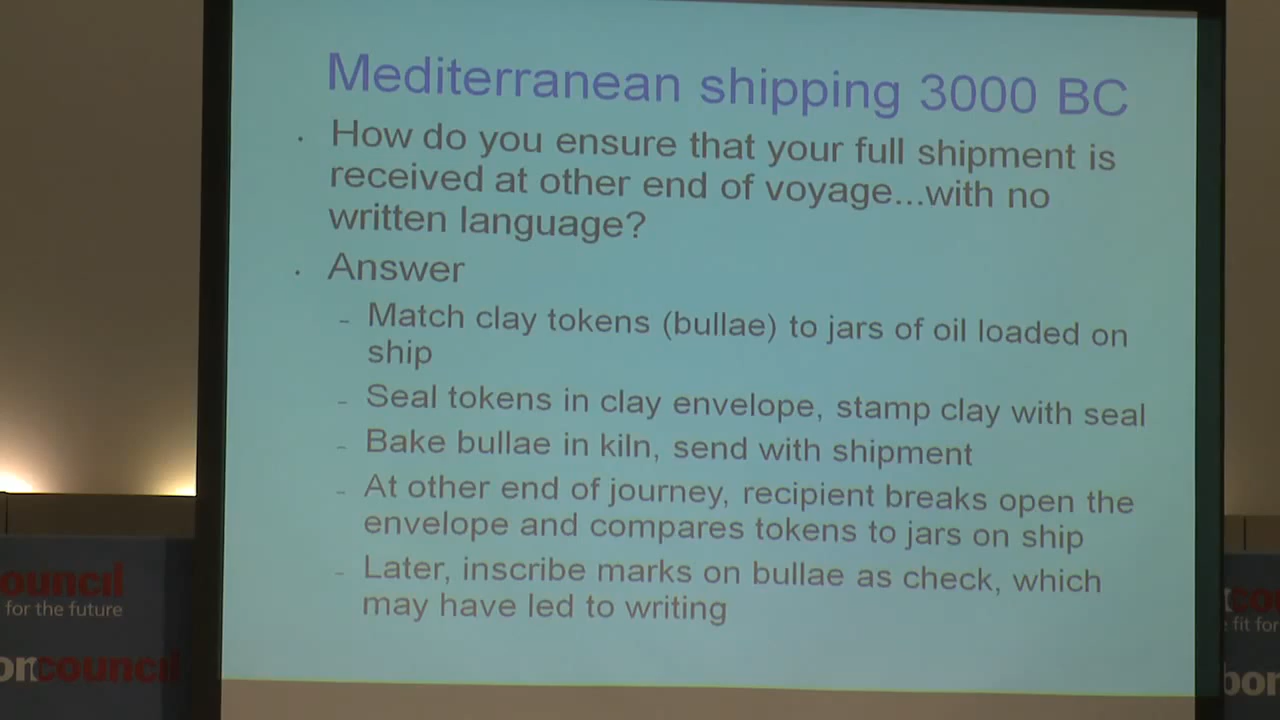 Mediterranean shipping 3000 BC
· How do you ensure that your full shipment is
received at other end of voyage...with no
written language?
· Answer
– Match clay tokens (bullae) to jars of oil loaded on
ship
– Seal tokens in clay envelope, stamp clay with seal
– Bake bullae in kiln, send with shipment
– At other end of journey, recipient breaks open the
envelope and compares tokens to jars on ship
– Later, inscribe marks on bullae as check, which
may have led to writing
ouncil
for the future
council
fit for